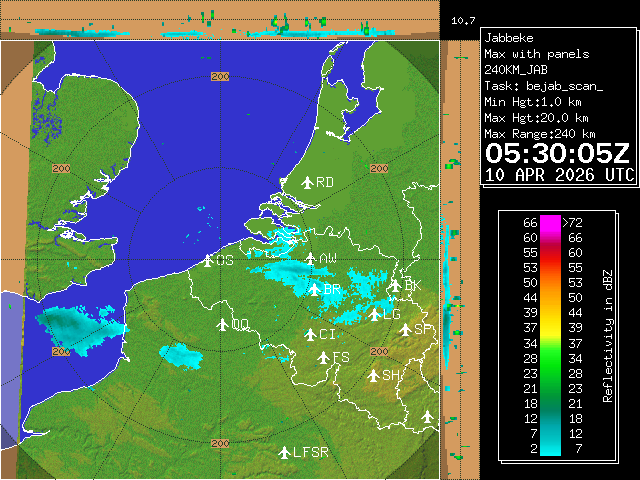 10.7
Jabbeke
Max with panels
240KM_JAB
Task: bejab_scan_
Min Hgt:1.0 km
Max Hgt:20.0 km
Max Range:240 km
05:30:05Z
10 APR 2026 UTC
200
200
200
RD
OS
AW
BR
BK
LG
QQ
CI
SP
200
FS
SH
200
LFSR
66 >72
60 66
55 60
53 55
50 53
44 50
42 44
39 42
37 39
34 37
28 34
23 28
21 23
18 21
12 18
7 12
2 7
Reflectivity in dBZ